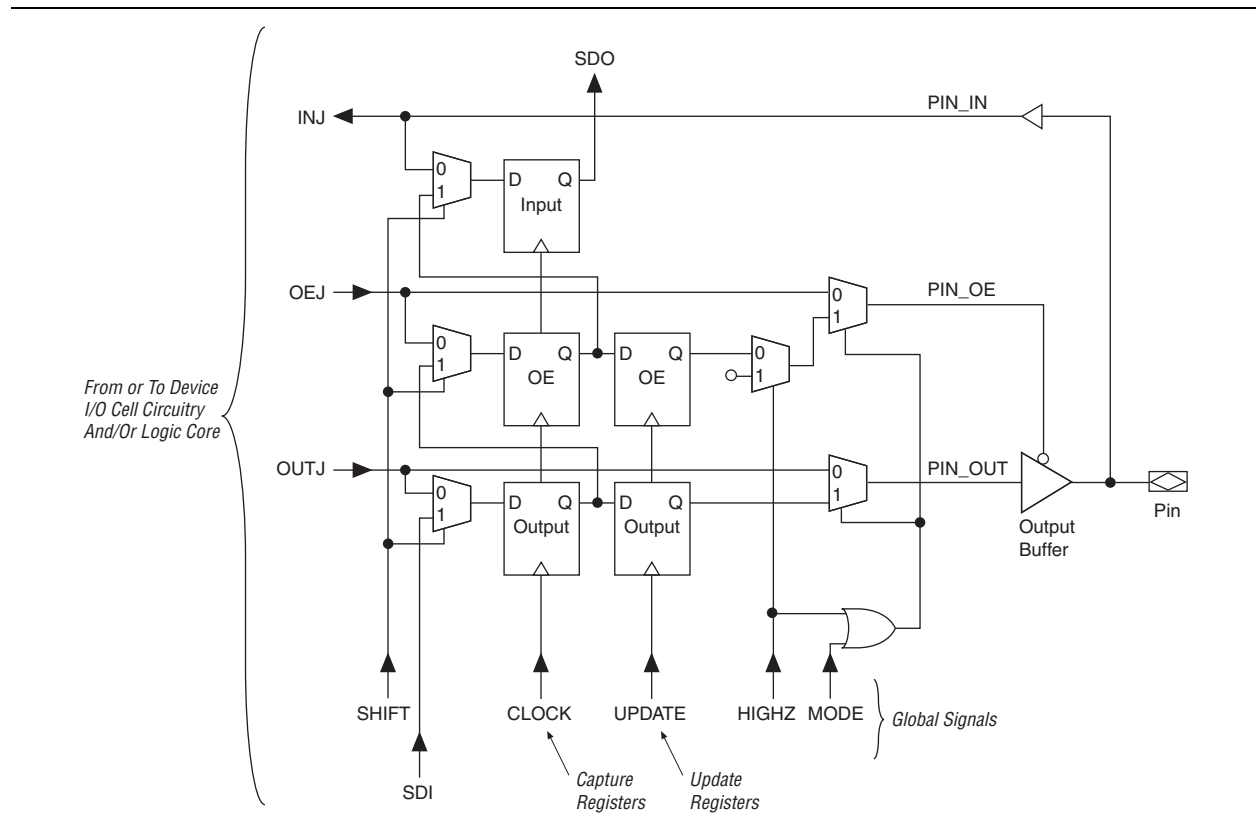 SDO
INJ
PIN_IN
0
1
D Q
Input
OEJ
0
1
PIN_OE
0
1
D Q
OE
D Q
OE
0
1
From or To Device
I/O Cell Circuitry
And/Or Logic Core
OUTJ
0
1
PIN_OUT
0
1
D Q
Output
D Q
Output
Output
Buffer
Pin
SHIFT
CLOCK
UPDATE
HIGHZ
MODE
Global Signals
SDI
Capture
Registers
Update
Registers